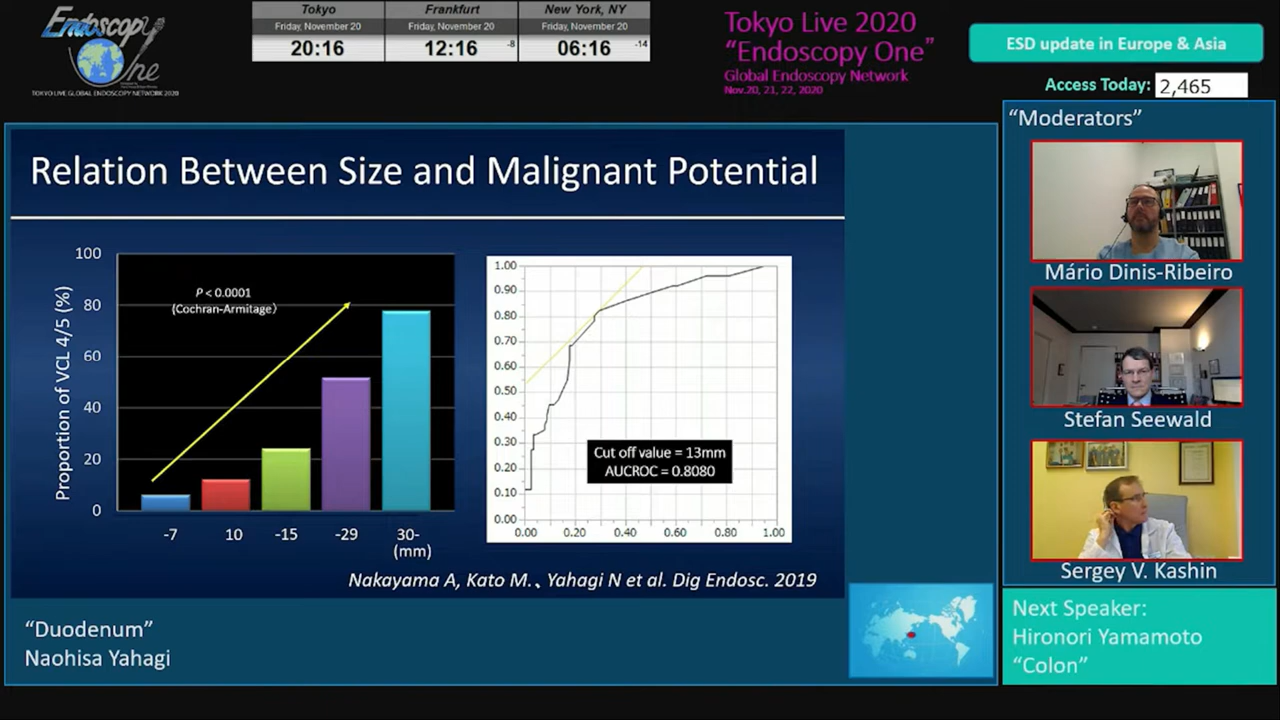 Endoscopy
One
TOKYO LIVE GLOBAL ENDOSCOPY NETWORK 2020
Tokyo
Friday, November 20
20:16
Frankfurt
Friday, November 20
12:16 -8
New York, NY
Friday, November 20
06:16 -14
Tokyo Live 2020
“Endoscopy One”
Global Endoscopy Network
Nov.20, 21, 22, 2020
ESD update in Europe & Asia
Access Today: 2,465
Relation Between Size and Malignant Potential
Proportion of VCL 4/5 (%)
100
80
60
40
20
0
P < 0.0001
(Cochran-Armitage)
-7 10 -15 -29 30-
(mm)
1.00
0.90
0.80
0.70
0.60
0.50
0.40
0.30
0.20
0.10
0.00
0.00 0.20 0.40 0.60 0.80 1.00
Cut off value = 13mm
AUCROC = 0.8080
Nakayama A, Kato M.、Yahagi N et al. Dig Endosc. 2019
“Duodenum”
Naohisa Yahagi
“Moderators”
Mário Dinis-Ribeiro
Stefan Seewald
Sergey V. Kashin
Next Speaker:
Hironori Yamamoto
“Colon”